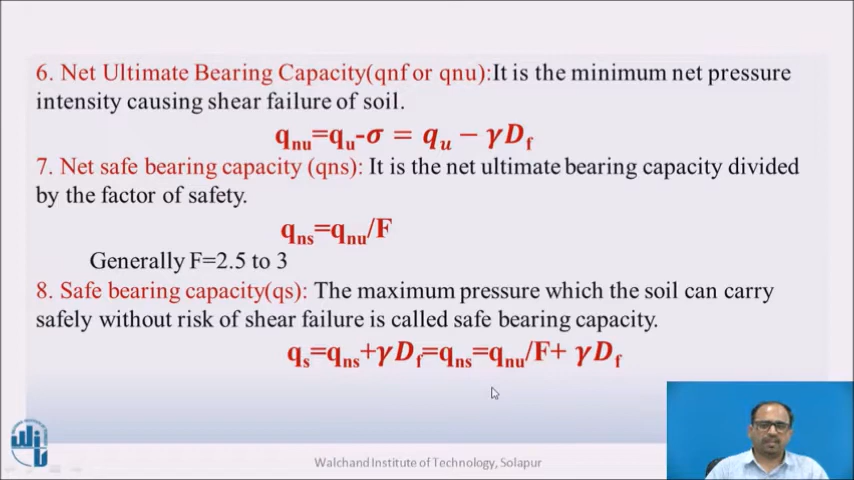 6. Net Ultimate Bearing Capacity(qnf or qnu):It is the minimum net pressure
intensity causing shear failure of soil.
qnu=qu-σ = qu − γDf
7. Net safe bearing capacity (qns): It is the net ultimate bearing capacity divided
by the factor of safety.
qns=qnu/F
Generally F=2.5 to 3
8. Safe bearing capacity(qs): The maximum pressure which the soil can carry
safely without risk of shear failure is called safe bearing capacity.
qs=qns+γDf=qns=qnu/F+ γDf
Walchand Institute of Technology, Solapur